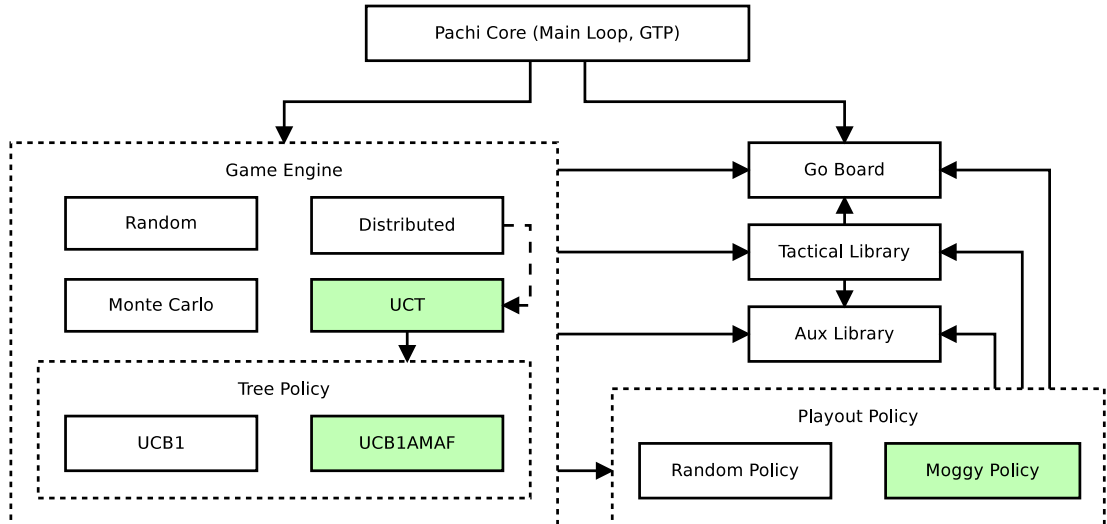 Pachi Core (Main Loop, GTP)
Game Engine
Go Board
Random
Distributed
Tactical Library
Monte Carlo
UCT
Aux Library
Tree Policy
UCB1
UCB1AMAF
Playout Policy
Random Policy
Moggy Policy